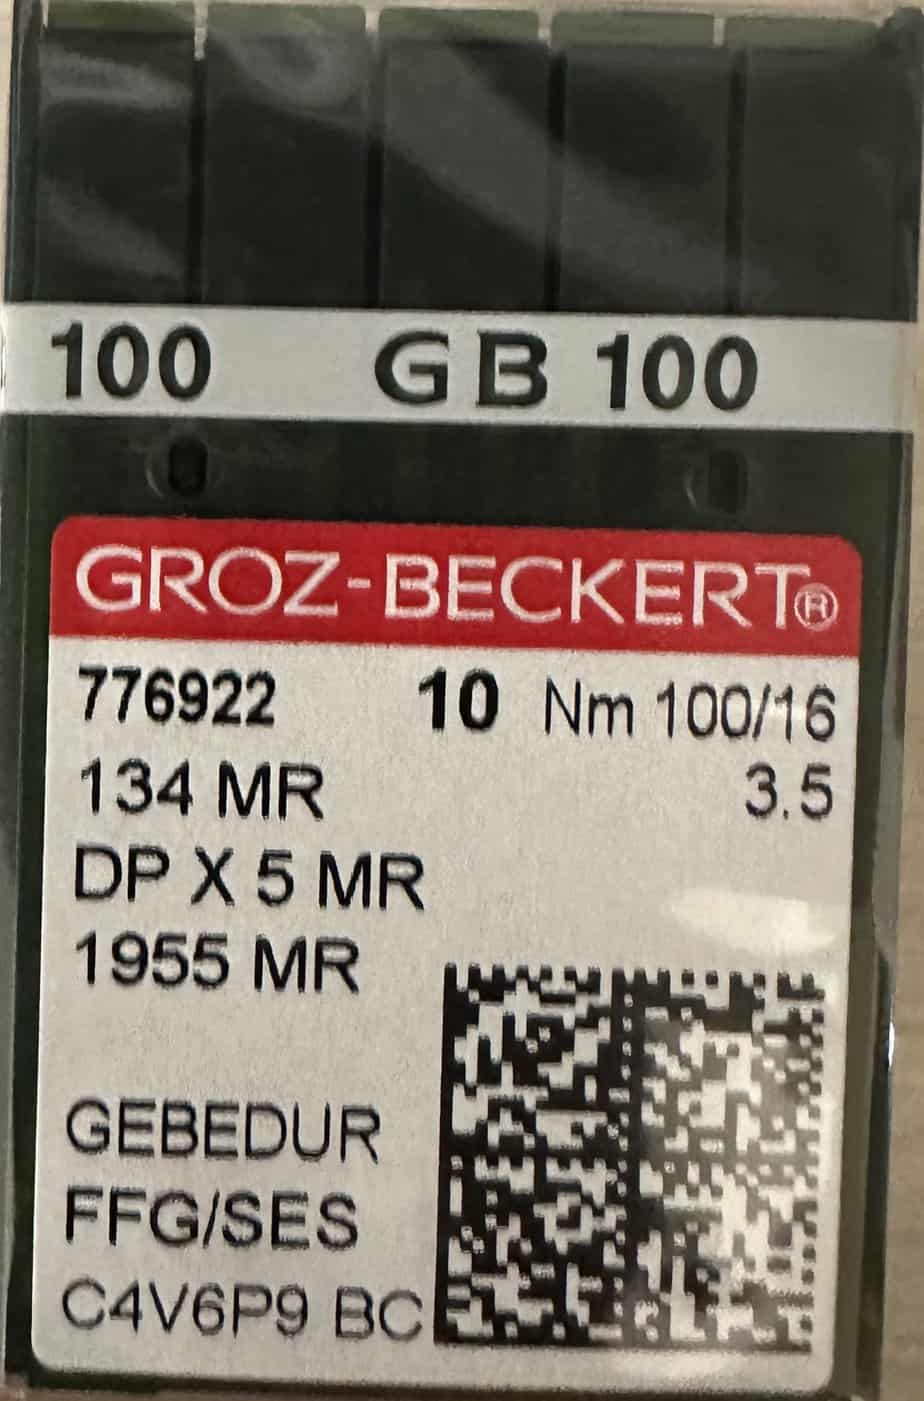 100 GB 100
GROZ-BECKERT®
776922 10 Nm 100/16
134 MR 3.5
DP X 5 MR
1955 MR
GEBEDUR
FFG/SES
C4V6P9 BC